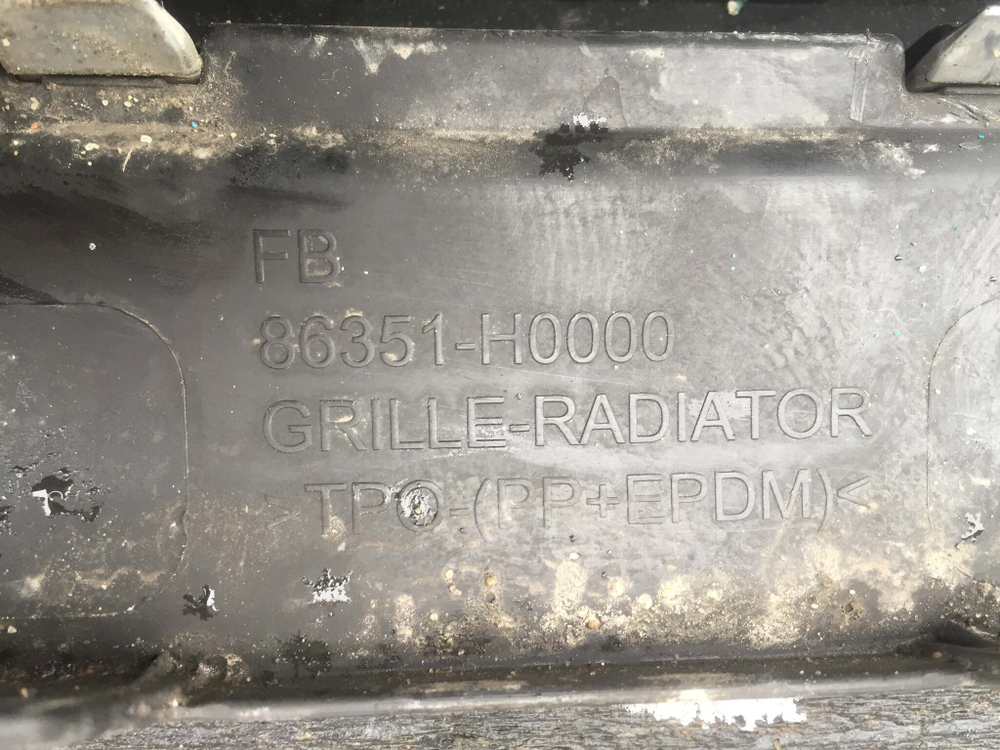 FB
86351-H0000
GRILLE-RADIATOR
>TPO-(PP+EPDM)<